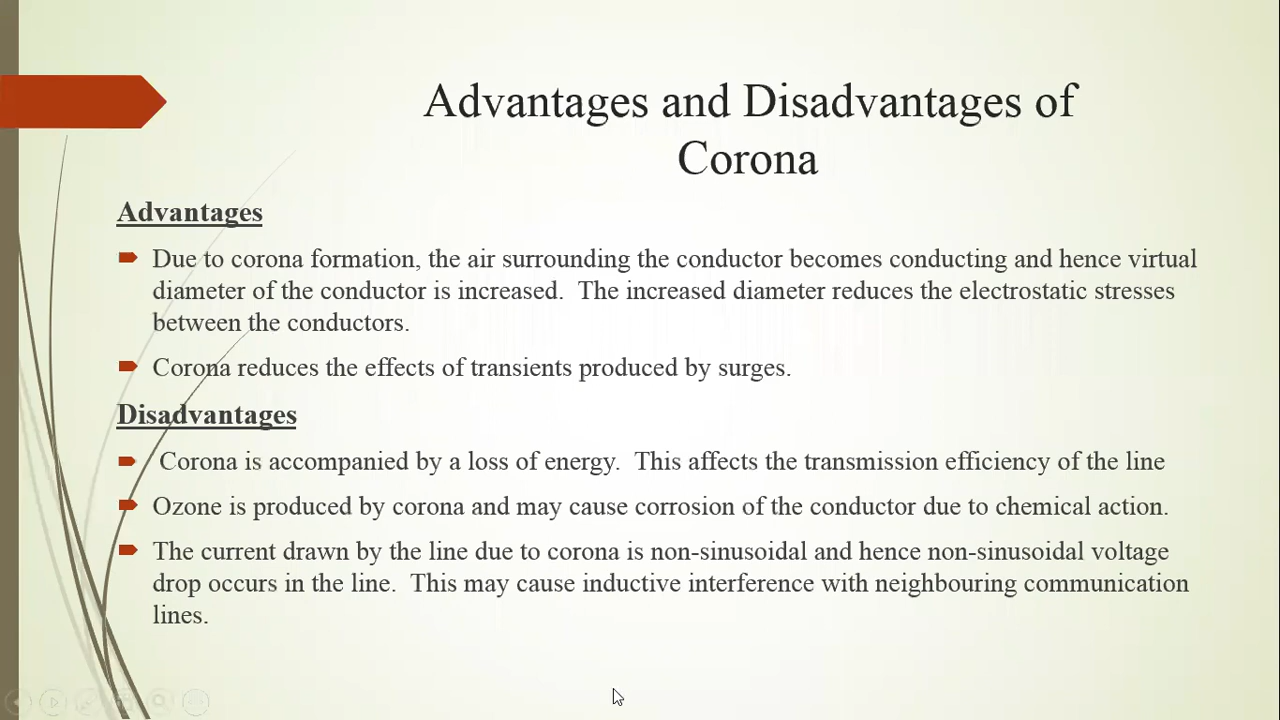 Advantages and Disadvantages of
Corona
Advantages
Due to corona formation, the air surrounding the conductor becomes conducting and hence virtual
diameter of the conductor is increased.  The increased diameter reduces the electrostatic stresses
between the conductors.
Corona reduces the effects of transients produced by surges.
Disadvantages
Corona is accompanied by a loss of energy.  This affects the transmission efficiency of the line
Ozone is produced by corona and may cause corrosion of the conductor due to chemical action.
The current drawn by the line due to corona is non-sinusoidal and hence non-sinusoidal voltage
drop occurs in the line.  This may cause inductive interference with neighbouring communication
lines.